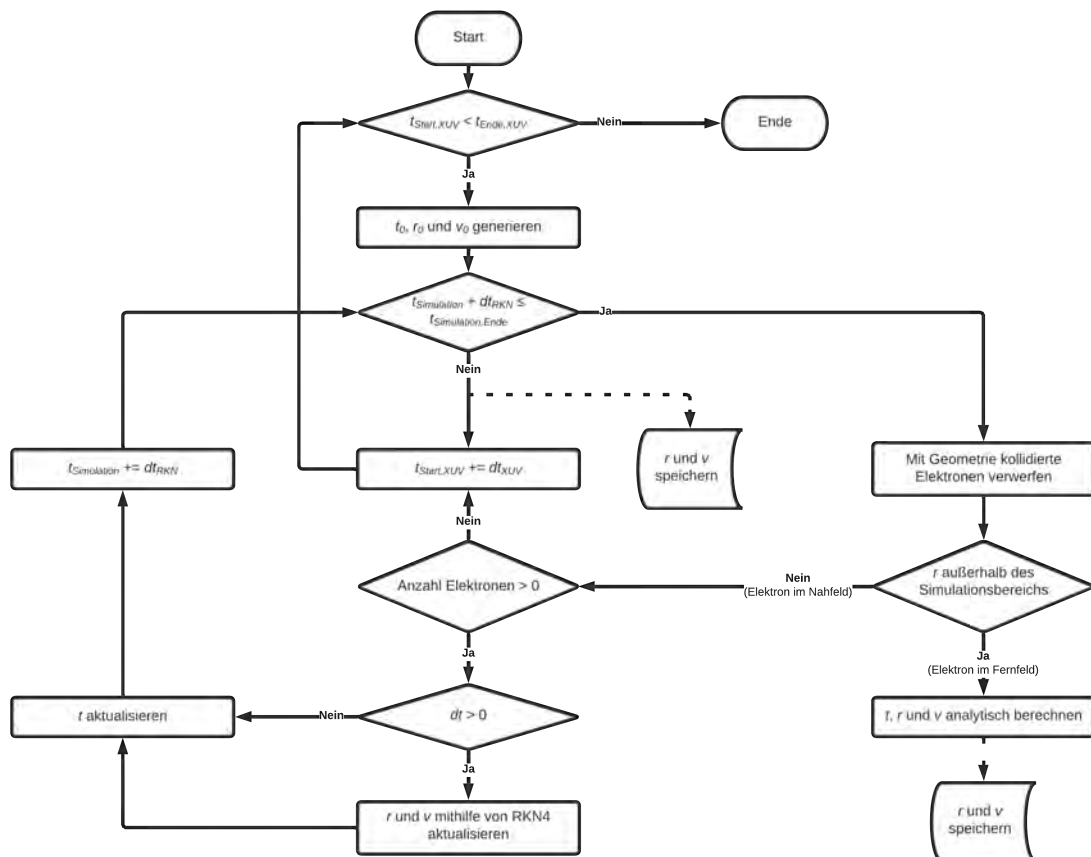 Start
t_Start,XUV < t_Ende,XUV
Nein
Ende
Ja
t_0, r_0 und v_0 generieren
t_Simulation + dt_RKN ≤
t_Simulation,Ende
Ja
Nein
r und v
speichern
t_Simulation += dt_RKN
t_Start,XUV += dt_XUV
Mit Geometrie kollidierte
Elektronen verwerfen
Nein
Anzahl Elektronen > 0
Nein
(Elektron im Nahfeld)
r außerhalb des
Simulationsbereichs
Ja
Ja
(Elektron im Fernfeld)
t aktualisieren
Nein
dt > 0
t, r und v analytisch berechnen
Ja
r und v mithilfe von RKN4
aktualisieren
r und v
speichern